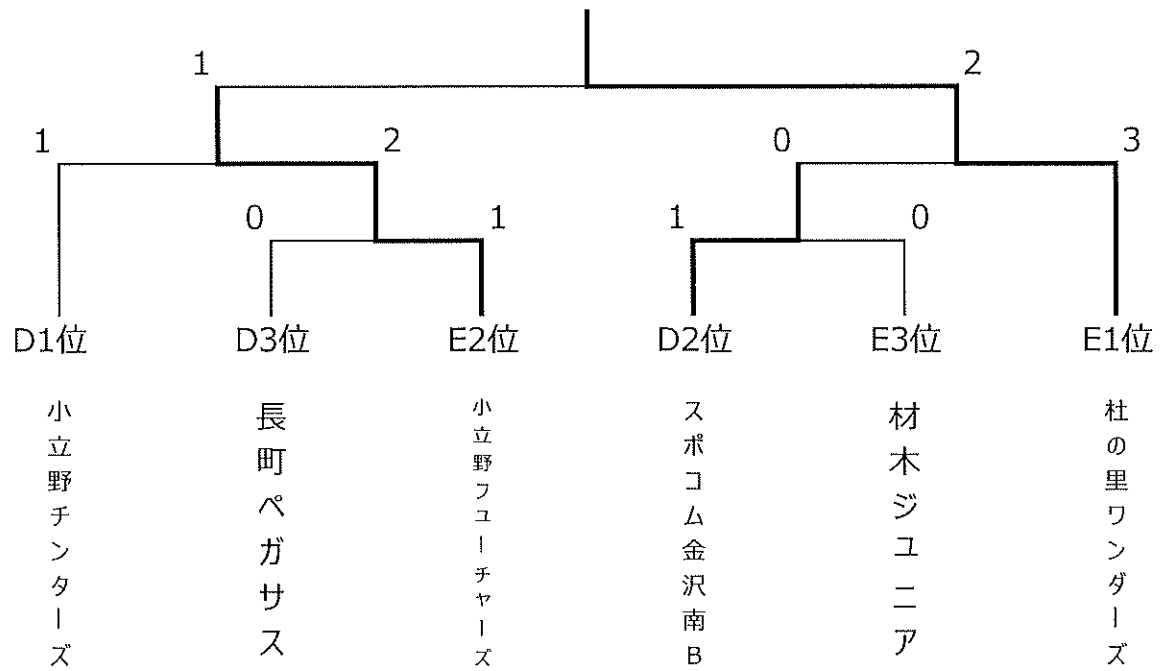 1 2
1 2 0 3
0 1 1 0
D1位 D3位 E2位 D2位 E3位 E1位
小立野チンターズ
長町ペガサス
小立野フューチャーズ
スポコム金沢南B
材木ジュニア
杜の里ワンダーズ